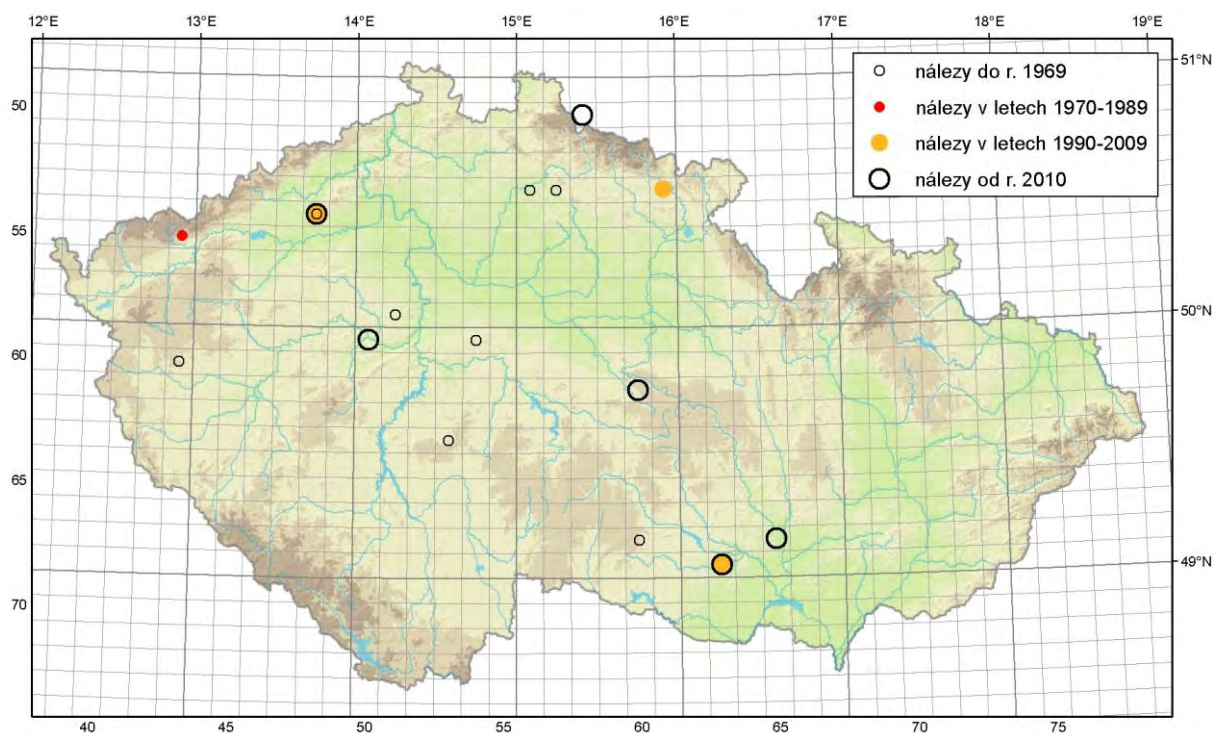 12°E 13°E 14°E 15°E 16°E 17°E 18°E 19°E
51°N
50°N
49°N
50
55
60
65
70
nálezy do r. 1969
nálezy v letech 1970-1989
nálezy v letech 1990-2009
nálezy od r. 2010
40 45 50 55 60 65 70 75